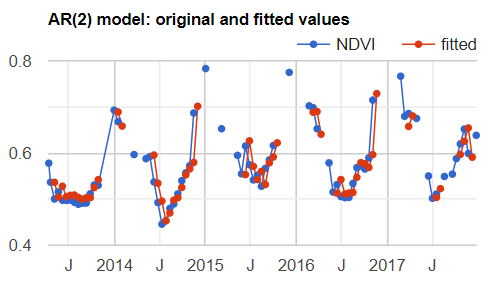 AR(2) model: original and fitted values
NDVI fitted
0.8
0.6
0.4
J 2014 J 2015 J 2016 J 2017 J